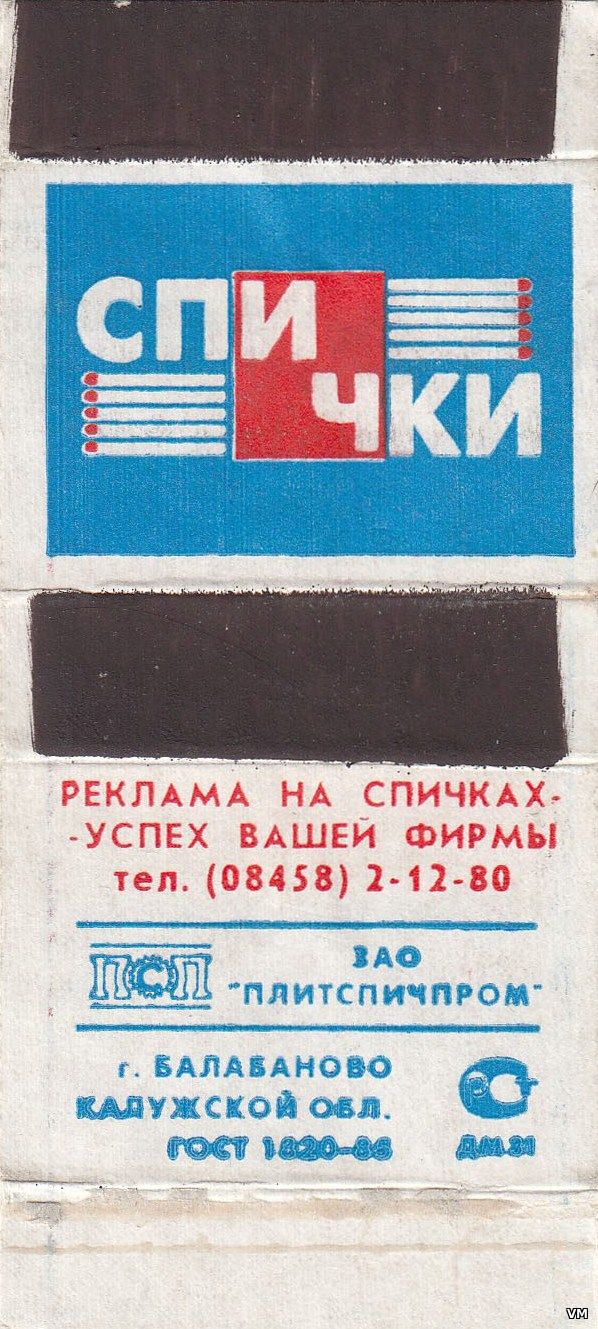 СПИ
ЧКИ
РЕКЛАМА НА СПИЧКАХ-
-УСПЕХ ВАШЕЙ ФИРМЫ
тел. (08458) 2-12-80
ПСП
ЗАО
"ПЛИТСПИЧПРОМ"
г. БАЛАБАНОВО
КАЛУЖСКОЙ ОБЛ.
ГОСТ 1820-85
РСТ
VM